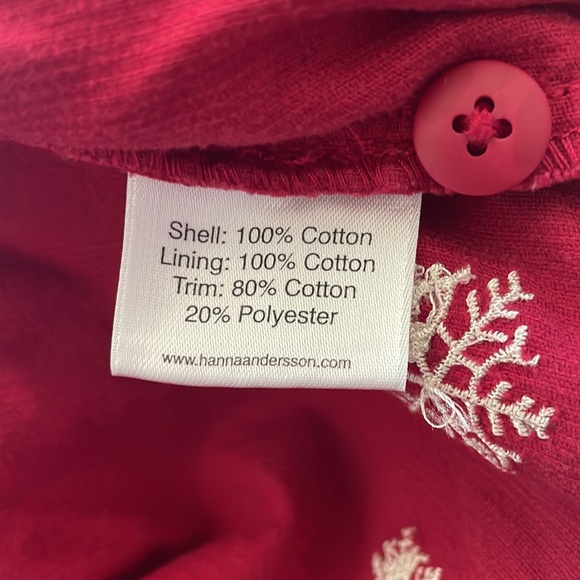 Shell: 100% Cotton
Lining: 100% Cotton
Trim: 80% Cotton
20% Polyester
www.hannaandersson.com